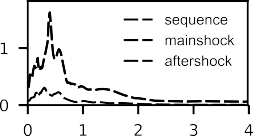 sequence
1
mainshock
aftershock
0
0 1 2 3 4